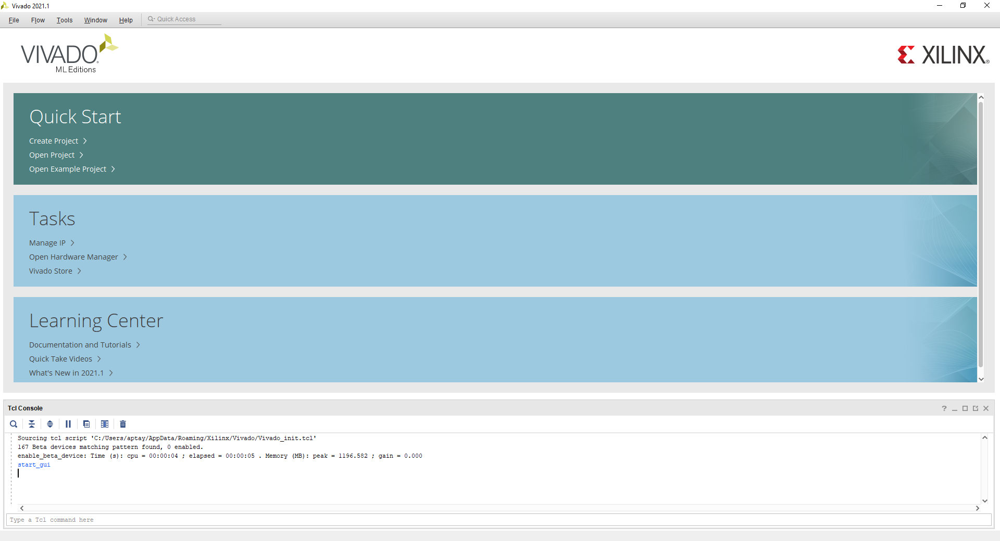 Vivado 2021.1
File Flow Tools Window Help Quick Access
VIVADO®
ML Editions
XILINX®
Quick Start
Create Project
Open Project
Open Example Project
Tasks
Manage IP
Open Hardware Manager
Vivado Store
Learning Center
Documentation and Tutorials
Quick Take Videos
What's New in 2021.1
Tcl Console
Sourcing tcl script 'C:/Users/aptay/AppData/Roaming/Xilinx/Vivado/Vivado_init.tcl'
167 Beta devices matching pattern found, 0 enabled.
enable_beta_device: Time (s): cpu = 00:00:04 ; elapsed = 00:00:05 . Memory (MB): peak = 1196.582 ; gain = 0.000
start_gui
Type a Tcl command here